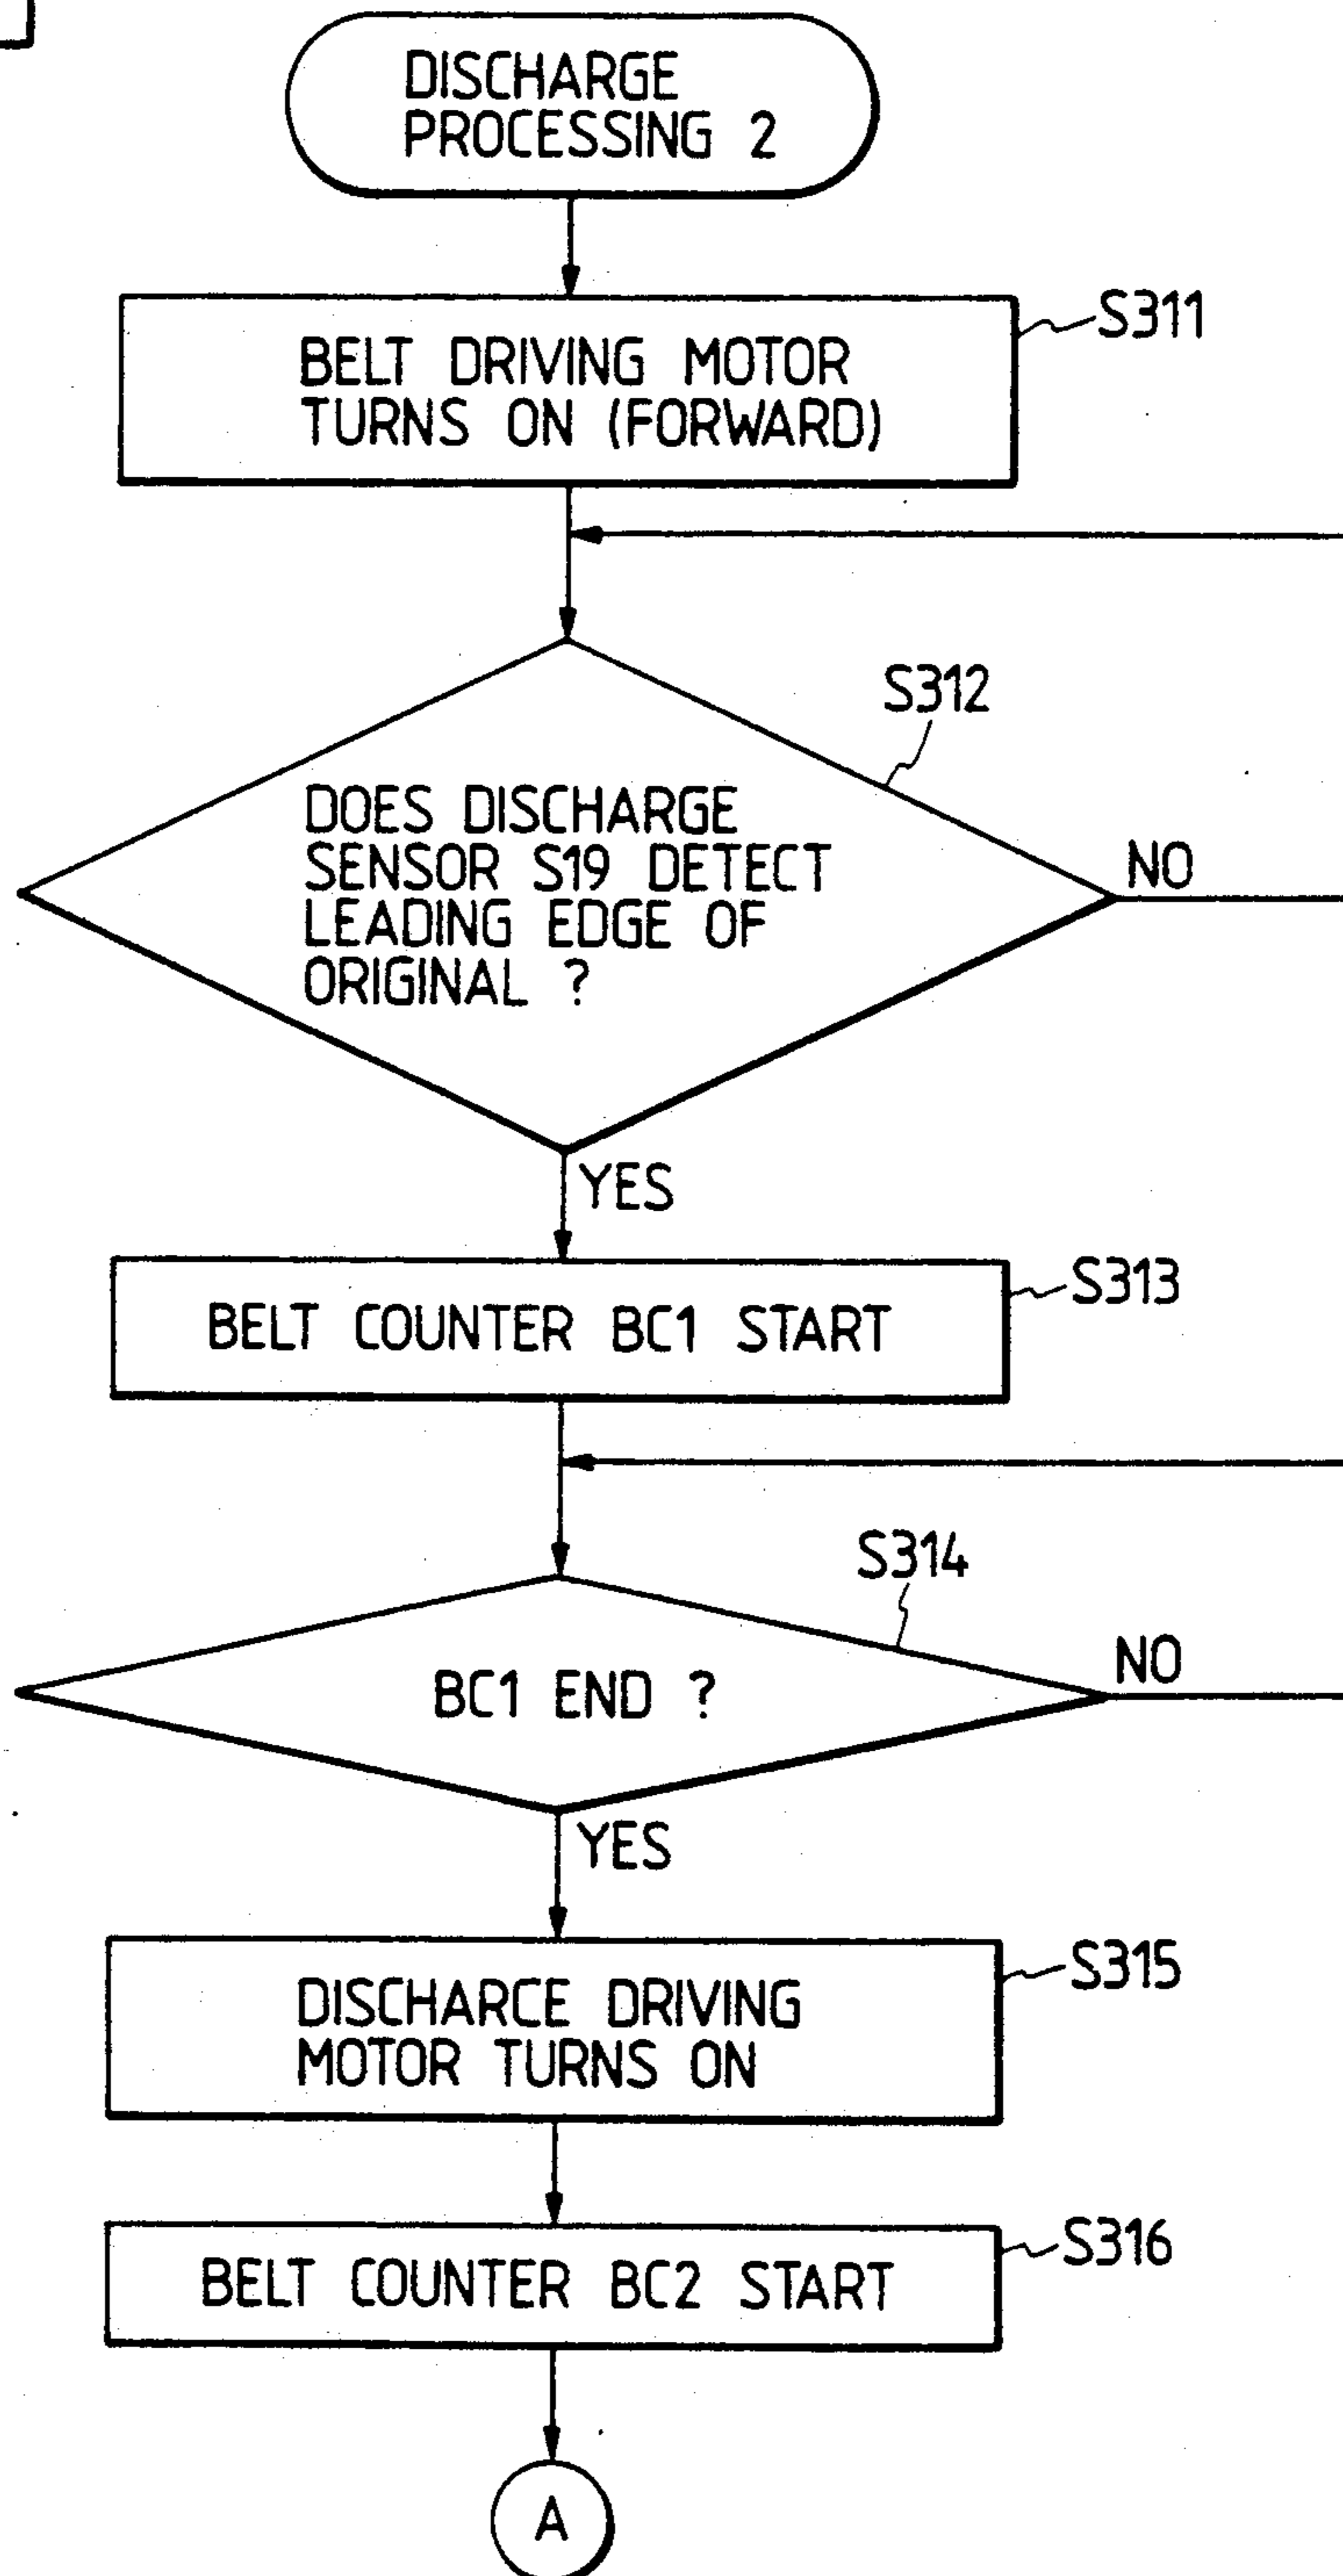 DISCHARGE
PROCESSING 2
S311
BELT DRIVING MOTOR
TURNS ON (FORWARD)
S312
DOES DISCHARGE
SENSOR S19 DETECT
LEADING EDGE OF
ORIGINAL ?
NO
YES
S313
BELT COUNTER BC1 START
S314
BC1 END ?
NO
YES
S315
DISCHARCE DRIVING
MOTOR TURNS ON
S316
BELT COUNTER BC2 START
A